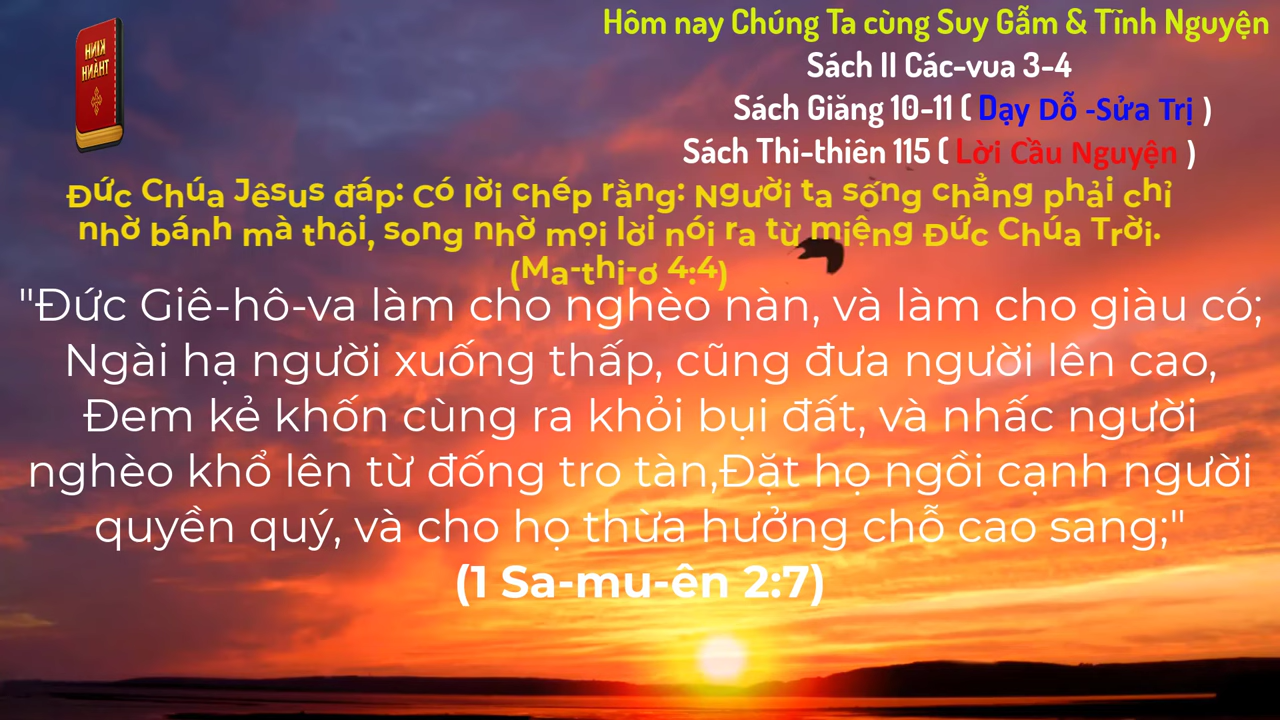 KINH
THÁNH
Hôm nay Chúng Ta cùng Suy Gẫm & Tĩnh Nguyện
Sách II Các-vua 3-4
Sách Giăng 10-11 ( Dạy Dỗ -Sửa Trị )
Sách Thi-thiên 115 ( Lời Cầu Nguyện )
Đức Chúa Jêsus đáp: Có lời chép rằng: Người ta sống chẳng phải chỉ
nhờ bánh mà thôi, song nhờ mọi lời nói ra từ miệng Đức Chúa Trời.
(Ma-thi-ơ 4:4)
"Đức Giê-hô-va làm cho nghèo nàn, và làm cho giàu có;
Ngài hạ người xuống thấp, cũng đưa người lên cao,
Đem kẻ khốn cùng ra khỏi bụi đất, và nhấc người
nghèo khổ lên từ đống tro tàn,Đặt họ ngồi cạnh người
quyền quý, và cho họ thừa hưởng chỗ cao sang;"
(1 Sa-mu-ên 2:7)